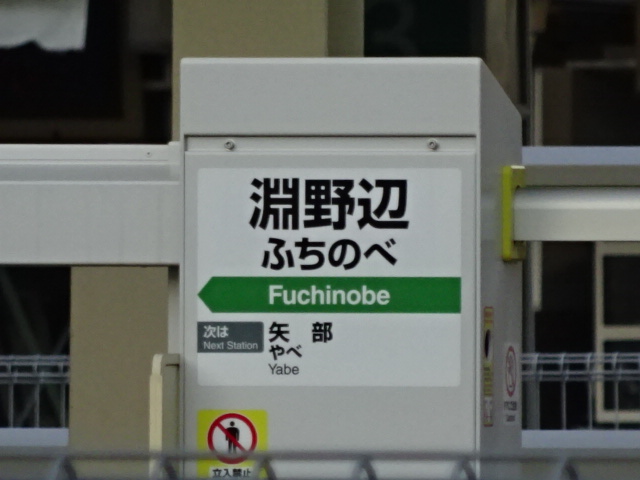 淵野辺
ふちのべ
Fuchinobe
次は
Next Station
矢 部
やべ
Yabe
立入禁止